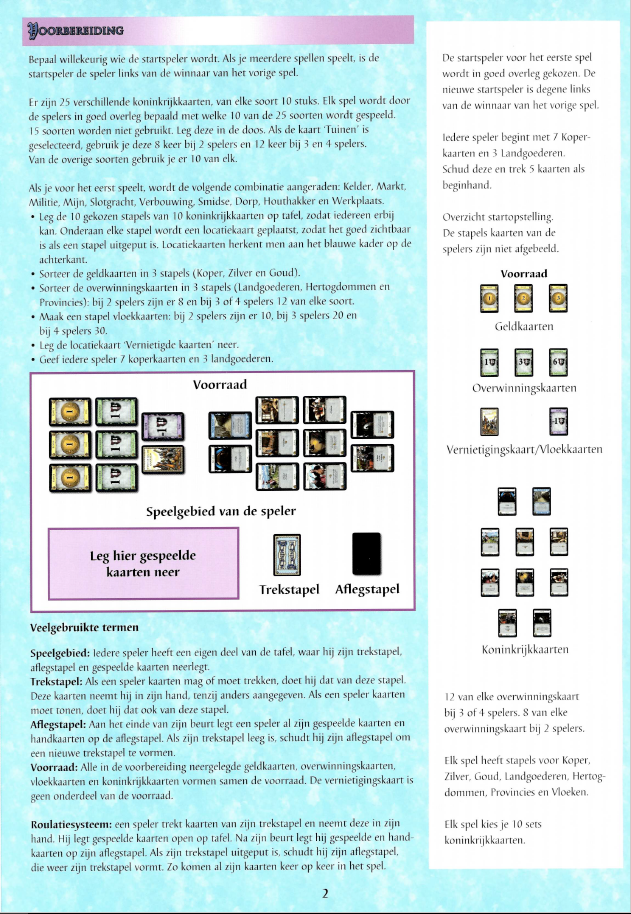 VOORBEREIDING
Bepaal willekeurig wie de startspeler wordt. Als je meerdere spellen speelt, is de
startspeler de speler links van de winnaar van het vorige spel.
Er zijn 25 verschillende koninkrijkkaarten, van elke soort 10 stuks. Elk spel wordt door
de spelers in goed overleg bepaald met welke 10 van de 25 soorten wordt gespeeld.
15 soorten worden niet gebruikt. Leg deze in de doos. Als de kaart ‘Tuinen’ is
geselecteerd, gebruik je deze 8 keer bij 2 spelers en 12 keer bij 3 en 4 spelers.
Van de overige soorten gebruik je er 10 van elk.
Als je voor het eerst speelt, wordt de volgende combinatie aangeraden: Kelder, Markt,
Militie, Mijn, Slotgracht, Verbouwing, Smidse, Dorp, Houthakker en Werkplaats.
• Leg de 10 gekozen stapels van 10 koninkrijkkaarten op tafel, zodat iedereen erbij
kan. Onderaan elke stapel wordt een locatiekaart geplaatst, zodat het goed zichtbaar
is als een stapel uitgeput is. Locatiekaarten herkent men aan het blauwe kader op de
achterkant.
• Sorteer de geldkaarten in 3 stapels (Koper, Zilver en Goud).
• Sorteer de overwinningskaarten in 3 stapels (Landgoederen, Hertogdommen en
Provincies): bij 2 spelers zijn er 8 en bij 3 of 4 spelers 12 van elke soort.
• Maak een stapel vloekkaarten: bij 2 spelers zijn er 10, bij 3 spelers 20 en
bij 4 spelers 30.
• Leg de locatiekaart ‘Vernietigde kaarten’ neer.
• Geef iedere speler 7 koperkaarten en 3 landgoederen.
Voorraad
Speelgebied van de speler
Leg hier gespeelde
kaarten neer
Trekstapel Aflegstapel
Veelgebruikte termen
Speelgebied: Iedere speler heeft een eigen deel van de tafel, waar hij zijn trekstapel,
aflegstapel en gespeelde kaarten neerlegt.
Trekstapel: Als een speler kaarten mag of moet trekken, doet hij dat van deze stapel.
Deze kaarten neemt hij in zijn hand, tenzij anders aangegeven. Als een speler kaarten
moet tonen, doet hij dat ook van deze stapel.
Aflegstapel: Aan het einde van zijn beurt legt een speler al zijn gespeelde kaarten en
handkaarten op de aflegstapel. Als zijn trekstapel leeg is, schudt hij zijn aflegstapel om
een nieuwe trekstapel te vormen.
Voorraad: Alle in de voorbereiding neergelegde geldkaarten, overwinningskaarten,
vloekkaarten en koninkrijkkaarten vormen samen de voorraad. De vernietigingskaart is
geen onderdeel van de voorraad.
Roulatiesysteem: een speler trekt kaarten van zijn trekstapel en neemt deze in zijn
hand. Hij legt gespeelde kaarten open op tafel. Na zijn beurt legt hij gespeelde en hand-
kaarten op zijn aflegstapel. Als zijn trekstapel uitgeput is, schudt hij zijn aflegstapel,
die weer zijn trekstapel vormt. Zo komen al zijn kaarten keer op keer in het spel.
2
De startspeler voor het eerste spel
wordt in goed overleg gekozen. De
nieuwe startspeler is degene links
van de winnaar van het vorige spel.
Iedere speler begint met 7 Koper-
kaarten en 3 Landgoederen.
Schud deze en trek 5 kaarten als
beginhand.
Overzicht startopstelling.
De stapels kaarten van de
spelers zijn niet afgebeeld.
Voorraad
Geldkaarten
Overwinningskaarten
Vernietigingskaart/Vloekkaarten
Koninkrijkkaarten
12 van elke overwinningskaart
bij 3 of 4 spelers. 8 van elke
overwinningskaart bij 2 spelers.
Elk spel heeft stapels voor Koper,
Zilver, Goud, Landgoederen, Hertog-
dommen, Provincies en Vloeken.
Elk spel kies je 10 sets
koninkrijkkaarten.